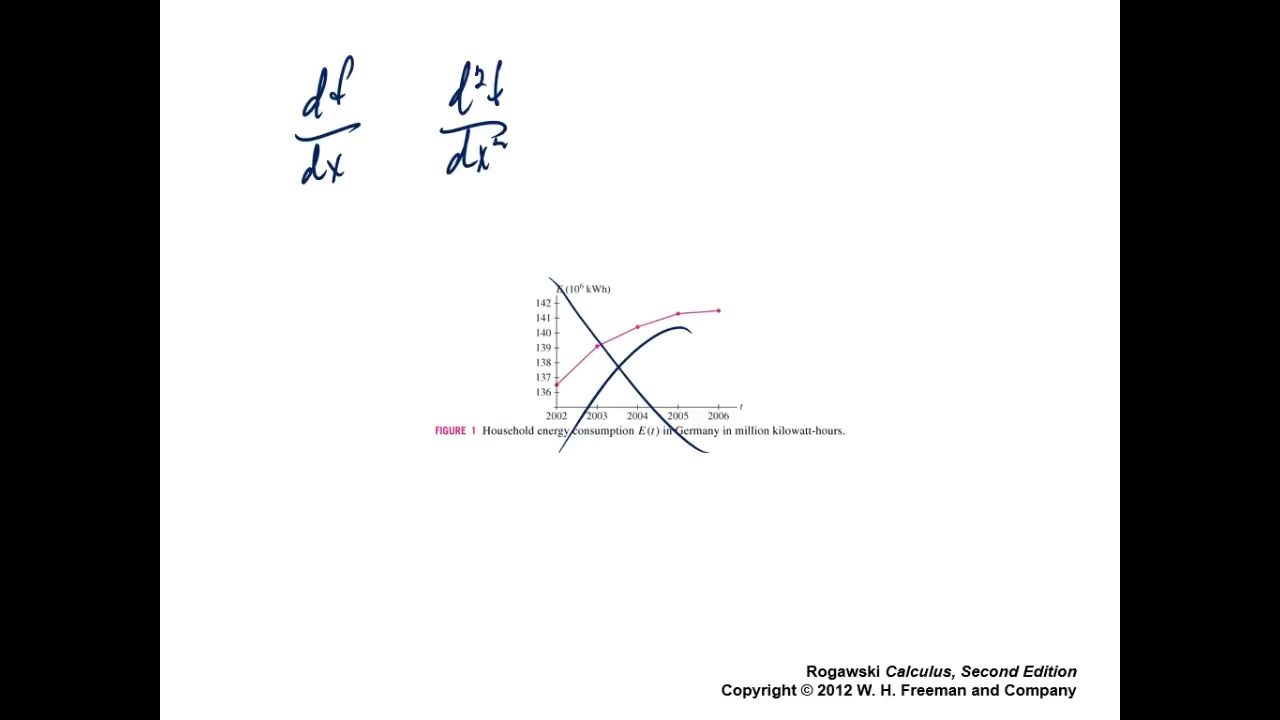 df/dx d²f/dx²
E (10⁶ kWh)
142
141
140
139
138
137
136
t
2002 2003 2004 2005 2006
FIGURE 1 Household energy consumption E(t) in Germany in million kilowatt-hours.
Rogawski Calculus, Second Edition
Copyright © 2012 W. H. Freeman and Company